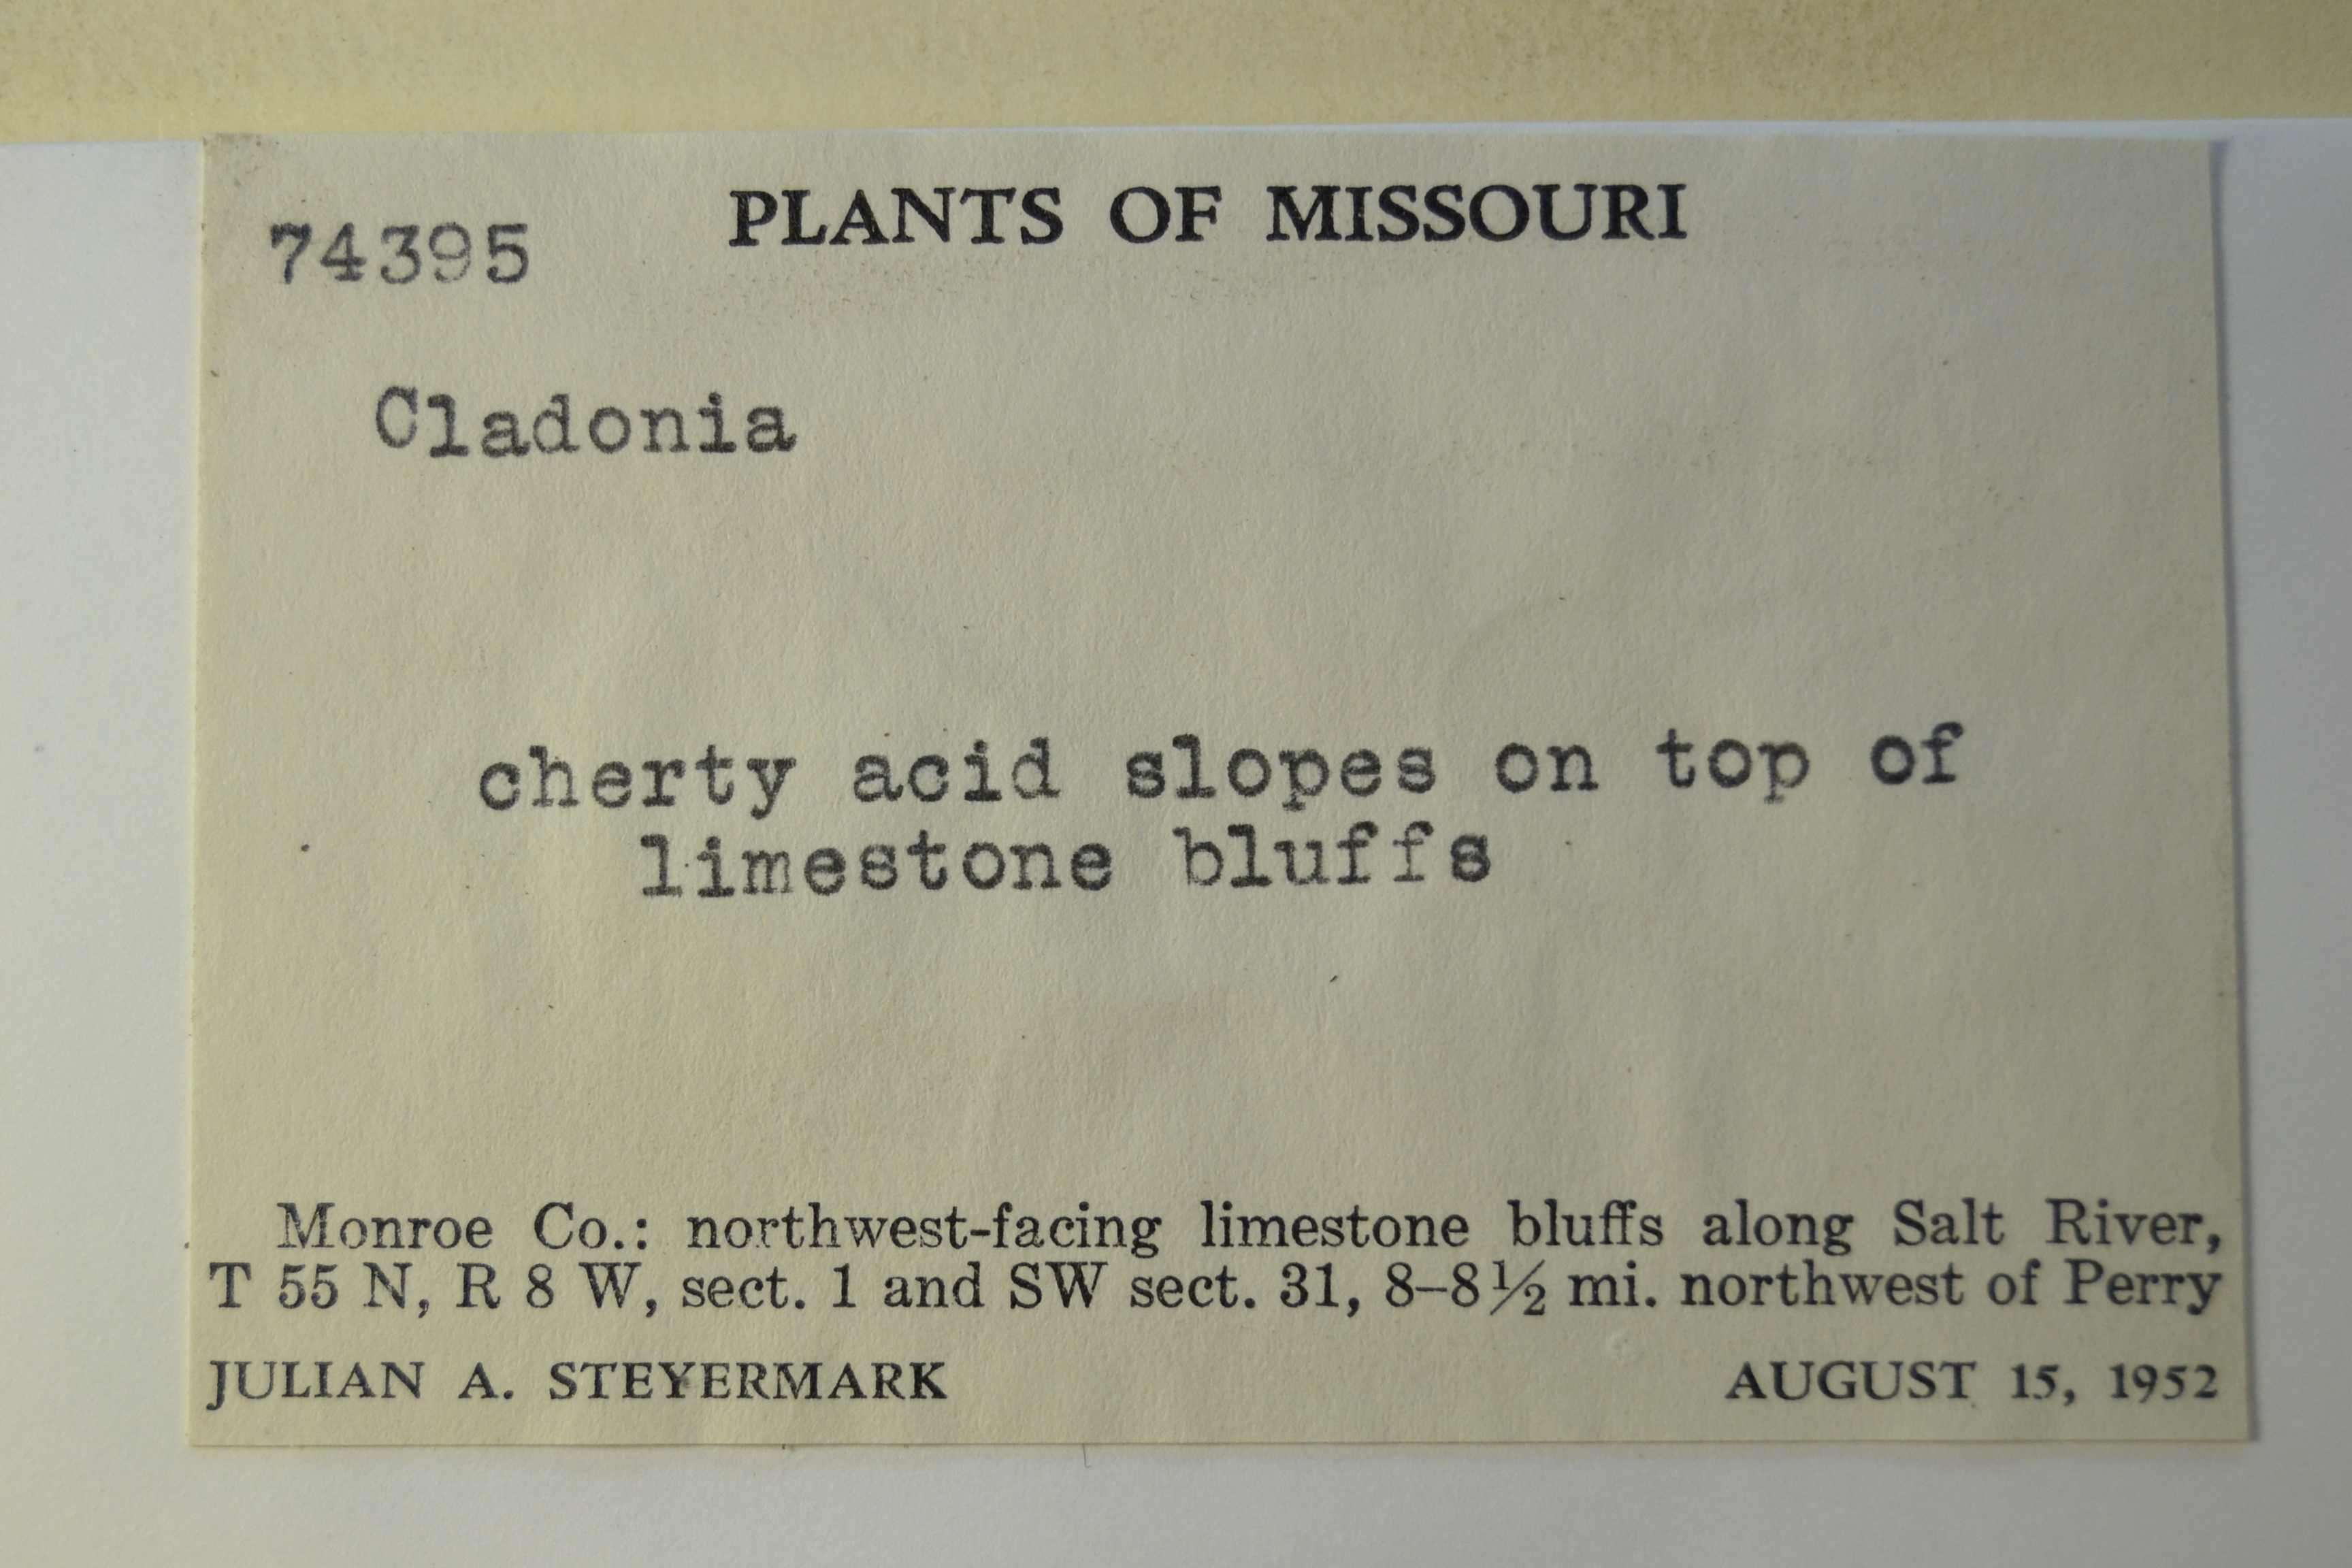 PLANTS OF MISSOURI
74395
Cladonia
cherty acid slopes on top of
limestone bluffs
Monroe Co.: northwest-facing limestone bluffs along Salt River,
T 55 N, R 8 W, sect. 1 and SW sect. 31, 8–8½ mi. northwest of Perry
JULIAN A. STEYERMARK AUGUST 15, 1952